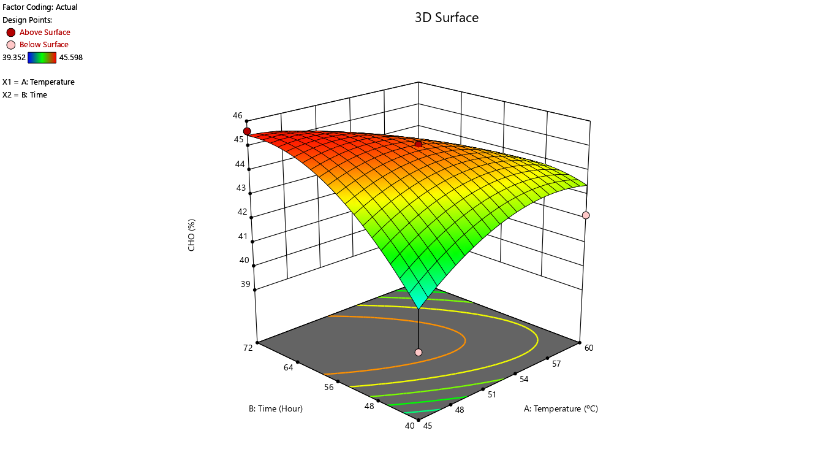 Factor Coding: Actual
3D Surface
Design Points:
Above Surface
Below Surface
39.352 45.598
X1 = A: Temperature
X2 = B: Time
46
45
44
43
42
41
40
39
CHO (%)
72
64
56
48
40
45
48
51
54
57
60
B: Time (Hour)
A: Temperature (ºC)